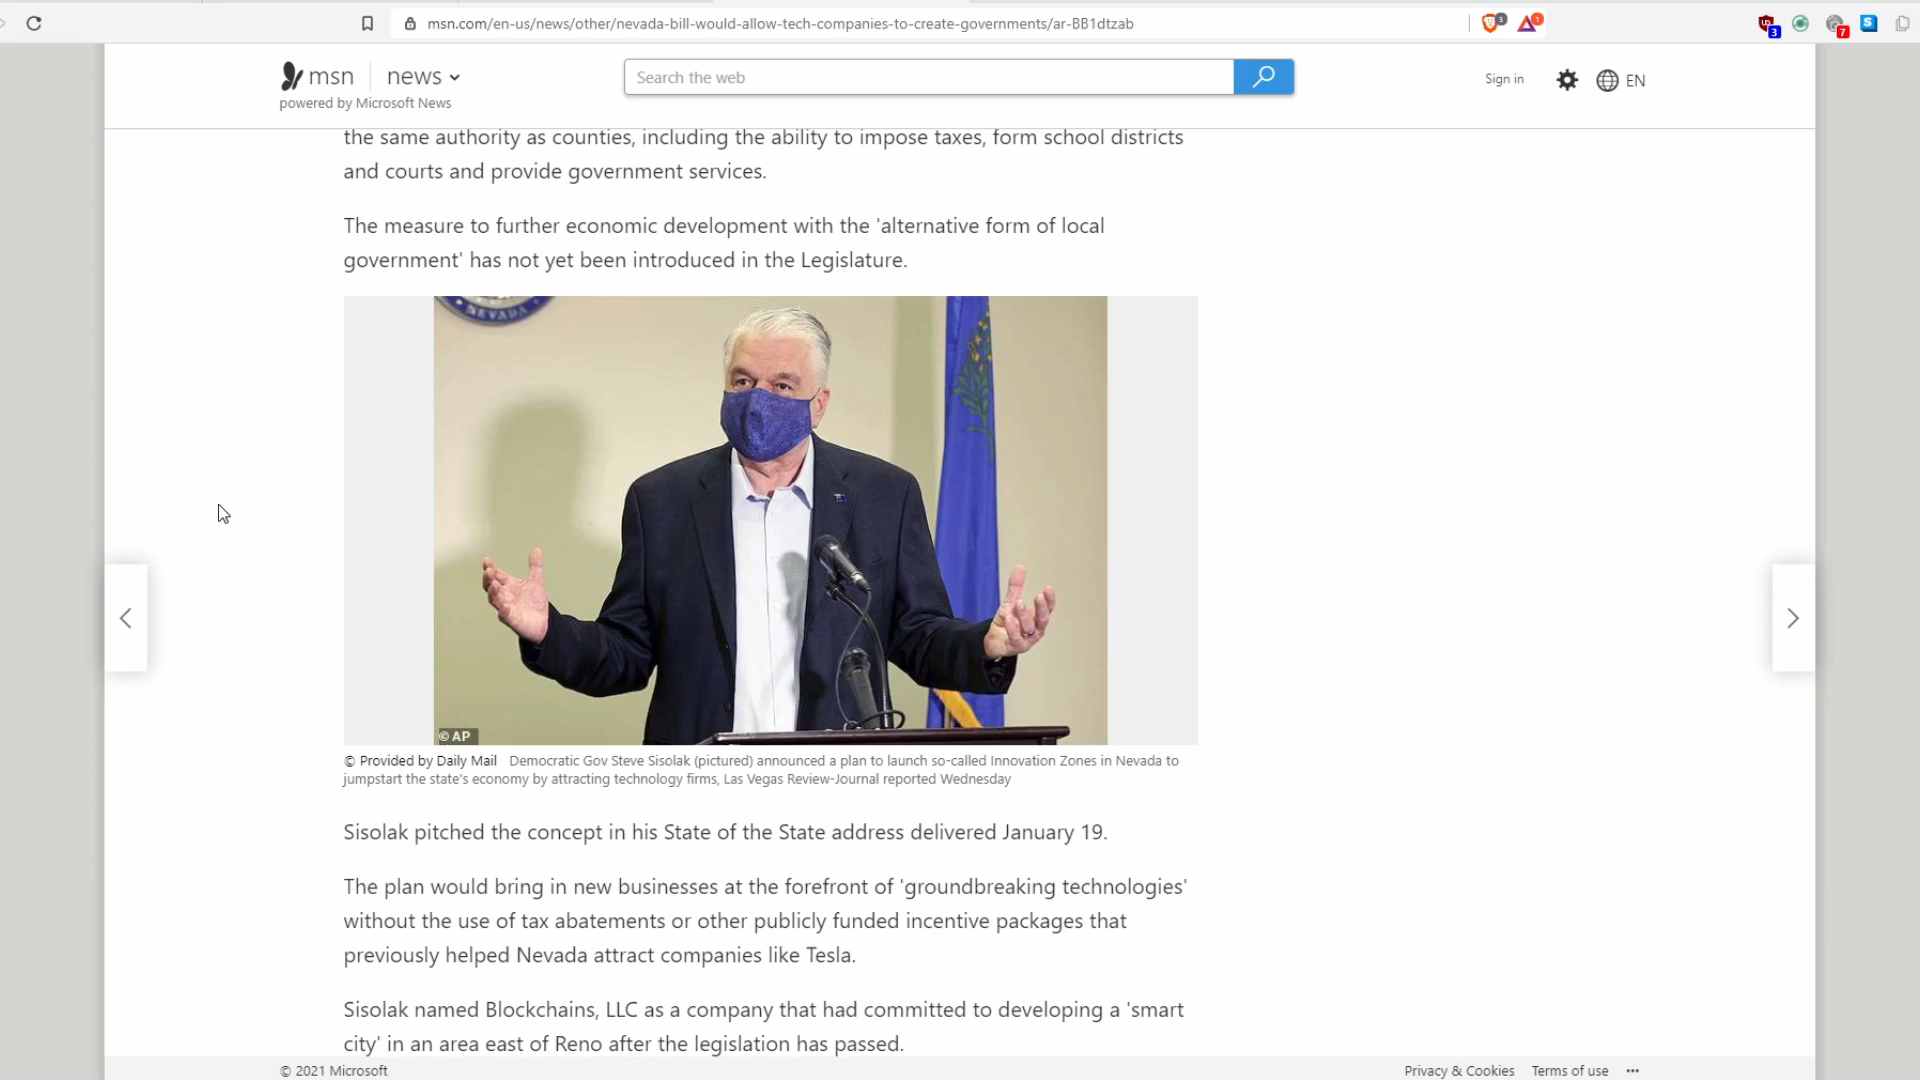 msn.com/en-us/news/other/nevada-bill-would-allow-tech-companies-to-create-governments/ar-BB1dtzab
3
1
3
7
S
msn
news
Search the web
Sign in
EN
powered by Microsoft News
the same authority as counties, including the ability to impose taxes, form school districts
and courts and provide government services.
The measure to further economic development with the 'alternative form of local
government' has not yet been introduced in the Legislature.
NEVADA
© AP
© Provided by Daily Mail Democratic Gov Steve Sisolak (pictured) announced a plan to launch so-called Innovation Zones in Nevada to
jumpstart the state's economy by attracting technology firms, Las Vegas Review-Journal reported Wednesday
Sisolak pitched the concept in his State of the State address delivered January 19.
The plan would bring in new businesses at the forefront of 'groundbreaking technologies'
without the use of tax abatements or other publicly funded incentive packages that
previously helped Nevada attract companies like Tesla.
Sisolak named Blockchains, LLC as a company that had committed to developing a 'smart
city' in an area east of Reno after the legislation has passed.
© 2021 Microsoft
Privacy & Cookies
Terms of use